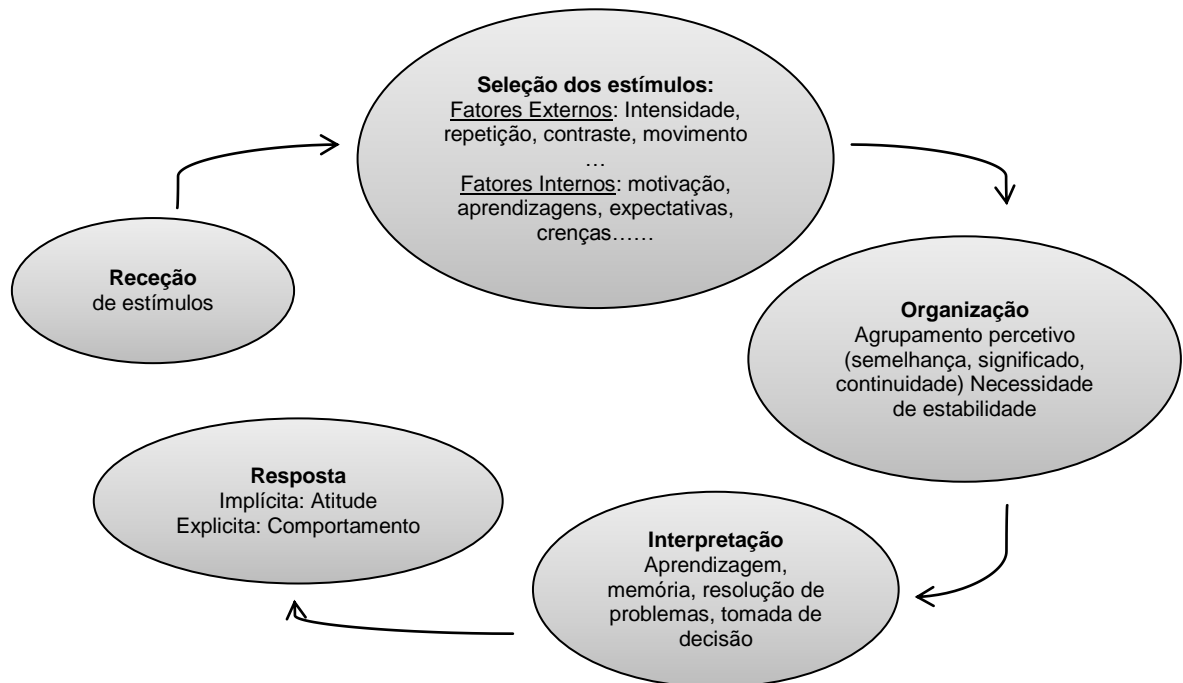 Seleção dos estímulos:
Fatores Externos: Intensidade,
repetição, contraste, movimento
…
Fatores Internos: motivação,
aprendizagens, expectativas,
crenças……
Receção
de estímulos
Organização
Agrupamento percetivo
(semelhança, significado,
continuidade) Necessidade
de estabilidade
Interpretação
Aprendizagem,
memória, resolução de
problemas, tomada de
decisão
Resposta
Implícita: Atitude
Explicita: Comportamento